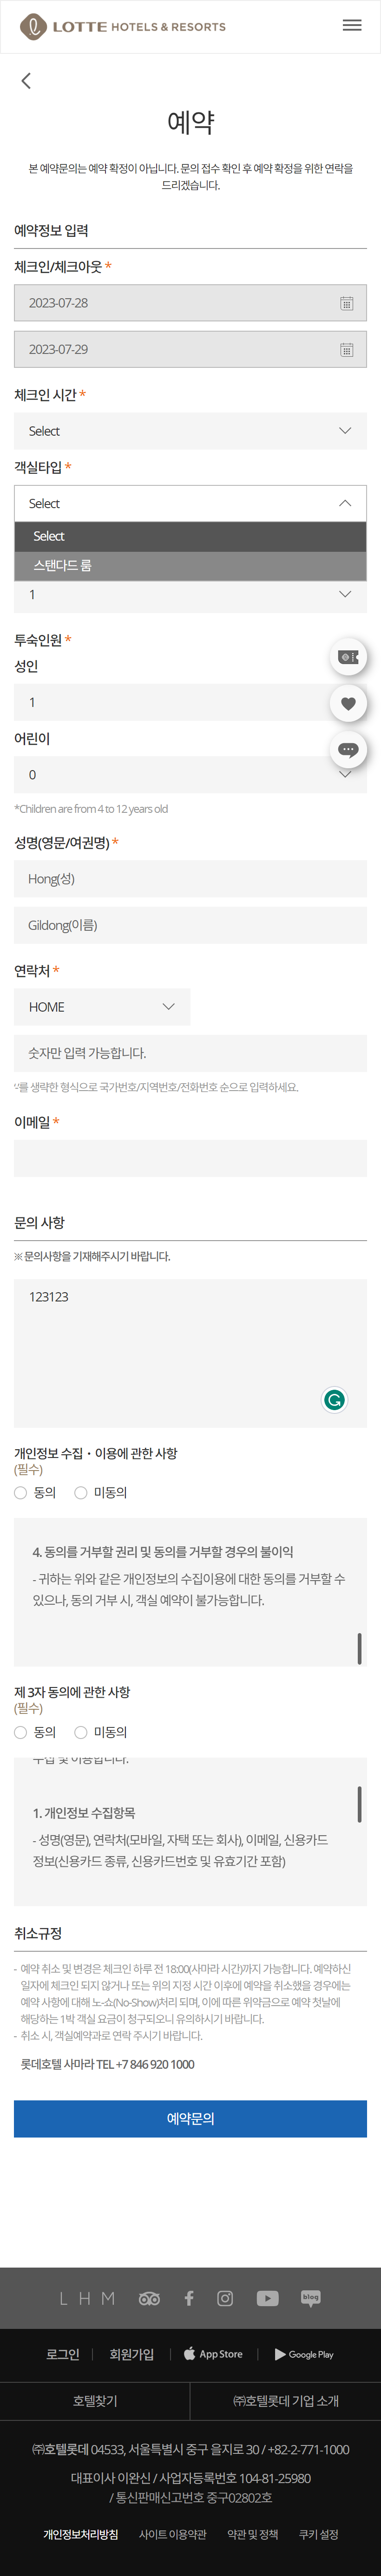 LOTTE HOTELS & RESORTS
예약
본 예약문의는 예약 확정이 아닙니다. 문의 접수 확인 후 예약 확정을 위한 연락을
드리겠습니다.
예약정보 입력
체크인/체크아웃 *
2023-07-28
2023-07-29
체크인 시간 *
Select
객실타입 *
Select
Select
스탠다드 룸
1
투숙인원 *
성인
1
어린이
0
*Children are from 4 to 12 years old
성명(영문/여권명) *
Hong(성)
Gildong(이름)
연락처 *
HOME
숫자만 입력 가능합니다.
'-'를 생략한 형식으로 국가번호/지역번호/전화번호 순으로 입력하세요.
이메일 *
문의 사항
※ 문의사항을 기재해주시기 바랍니다.
123123
개인정보 수집・이용에 관한 사항
(필수)
동의 미동의
4. 동의를 거부할 권리 및 동의를 거부할 경우의 불이익
- 귀하는 위와 같은 개인정보의 수집이용에 대한 동의를 거부할 수
있으나, 동의 거부 시, 객실 예약이 불가능합니다.
제 3자 동의에 관한 사항
(필수)
동의 미동의
수집 및 이용합니다.
1. 개인정보 수집항목
- 성명(영문), 연락처(모바일, 자택 또는 회사), 이메일, 신용카드
정보(신용카드 종류, 신용카드번호 및 유효기간 포함)
취소규정
- 예약 취소 및 변경은 체크인 하루 전 18:00(사마라 시간)까지 가능합니다. 예약하신
일자에 체크인 되지 않거나 또는 위의 지정 시간 이후에 예약을 취소했을 경우에는
예약 사항에 대해 노-쇼(No-Show)처리 되며, 이에 따른 위약금으로 예약 첫날에
해당하는 1박 객실 요금이 청구되오니 유의하시기 바랍니다.
- 취소 시, 객실예약과로 연락 주시기 바랍니다.
롯데호텔 사마라 TEL +7 846 920 1000
예약문의
L H M blog
로그인 회원가입 App Store Google Play
호텔찾기 ㈜호텔롯데 기업 소개
㈜호텔롯데 04533, 서울특별시 중구 을지로 30 / +82-2-771-1000
대표이사 이완신 / 사업자등록번호 104-81-25980
/ 통신판매신고번호 중구02802호
개인정보처리방침 사이트 이용약관 약관 및 정책 쿠키 설정